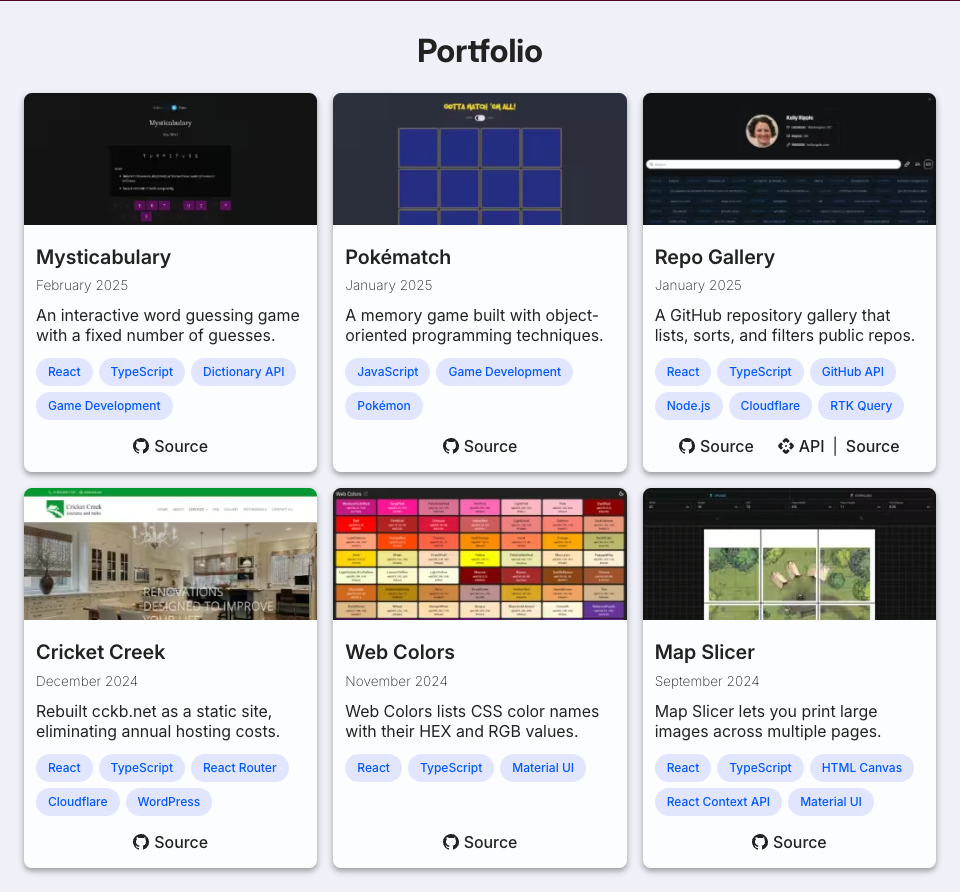 Portfolio
Mysticabulary
GOTTA MATCH 'EM ALL!
Kelly Ripple
Mysticabulary
February 2025
An interactive word guessing game
with a fixed number of guesses.
React TypeScript Dictionary API
Game Development
Source
Pokématch
January 2025
A memory game built with object-
oriented programming techniques.
JavaScript Game Development
Pokémon
Source
Repo Gallery
January 2025
A GitHub repository gallery that
lists, sorts, and filters public repos.
React TypeScript GitHub API
Node.js Cloudflare RTK Query
Source API | Source
Cricket Creek
RENOVATIONS
DESIGNED TO IMPROVE
YOUR LIFE
Web Colors
Cricket Creek
December 2024
Rebuilt cckb.net as a static site,
eliminating annual hosting costs.
React TypeScript React Router
Cloudflare WordPress
Source
Web Colors
November 2024
Web Colors lists CSS color names
with their HEX and RGB values.
React TypeScript Material UI
Source
Map Slicer
September 2024
Map Slicer lets you print large
images across multiple pages.
React TypeScript HTML Canvas
React Context API Material UI
Source